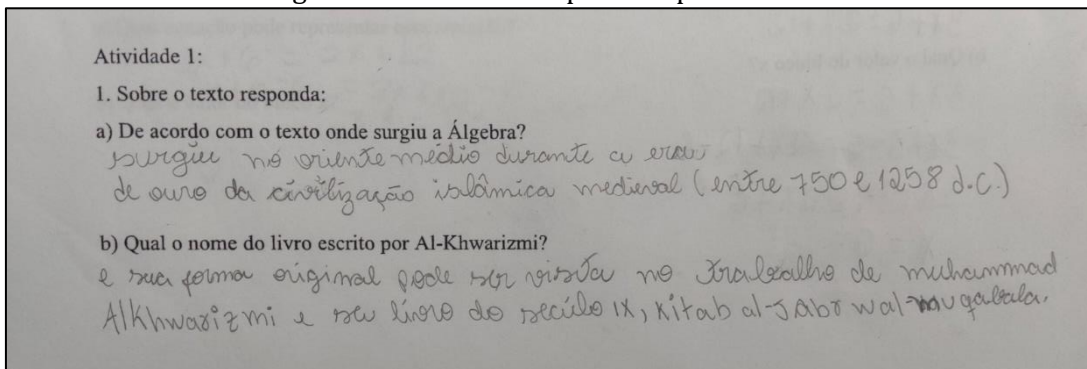 Atividade 1:
1. Sobre o texto responda:
a) De acordo com o texto onde surgiu a Álgebra?
surgiu no oriente médio durante a era
de ouro da civilização islâmica medieval (entre 750 e 1258 d.C.)
b) Qual o nome do livro escrito por Al-Khwarizmi?
e sua forma original pode ser vista no trabalho de muhammad
AlKhwarizmi e seu livro do século IX, Kitab al-Jabr wal-muqabala.